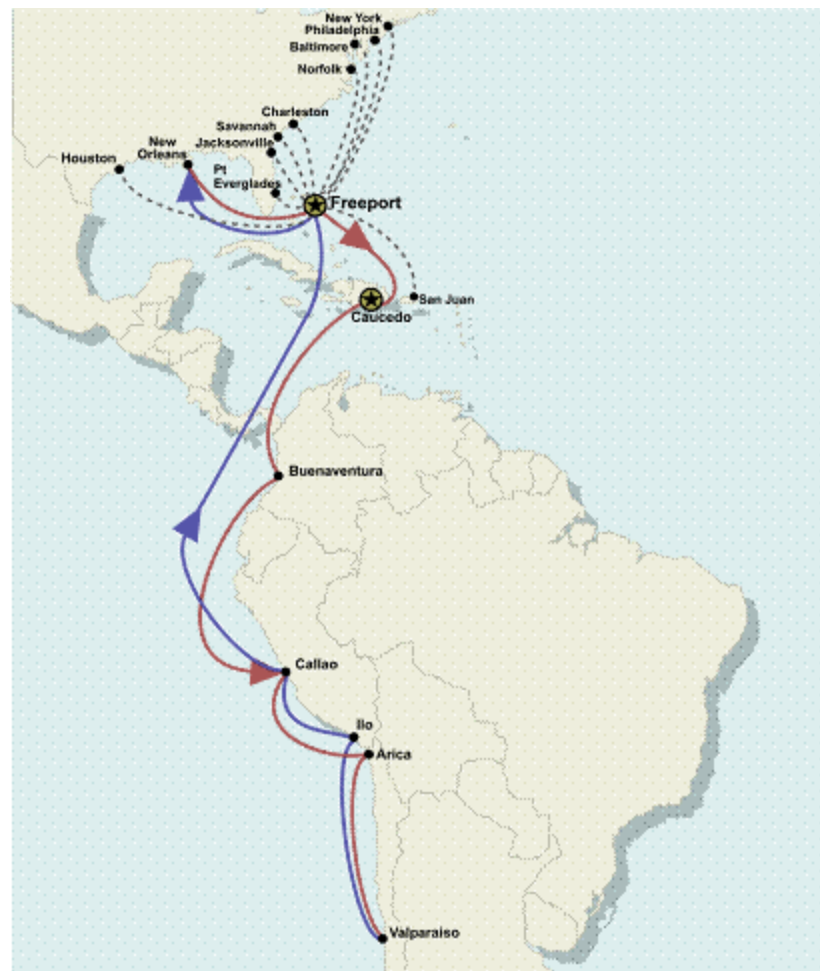 New York
Philadelphia
Baltimore
Norfolk
Charleston
Savannah
Jacksonville
New
Orleans
Houston
Pt
Everglades
Freeport
San Juan
Caucedo
Buenaventura
Callao
Ilo
Arica
Valparaiso